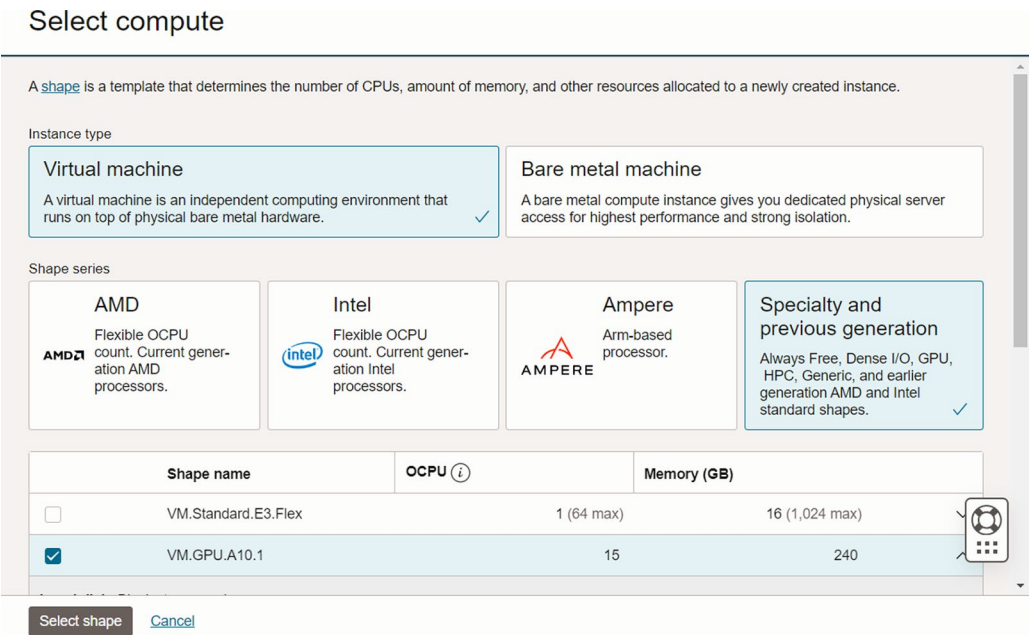 Select compute
A shape is a template that determines the number of CPUs, amount of memory, and other resources allocated to a newly created instance.
Instance type
Virtual machine
A virtual machine is an independent computing environment that
runs on top of physical bare metal hardware.
Bare metal machine
A bare metal compute instance gives you dedicated physical server
access for highest performance and strong isolation.
Shape series
AMD
AMD
Flexible OCPU
count. Current gener-
ation AMD
processors.
intel
Intel
Flexible OCPU
count. Current gener-
ation Intel
processors.
AMPERE
Ampere
Arm-based
processor.
Specialty and
previous generation
Always Free, Dense I/O, GPU,
HPC, Generic, and earlier
generation AMD and Intel
standard shapes.
Shape name OCPU i Memory (GB)
VM.Standard.E3.Flex 1 (64 max) 16 (1,024 max)
VM.GPU.A10.1 15 240
Select shape Cancel